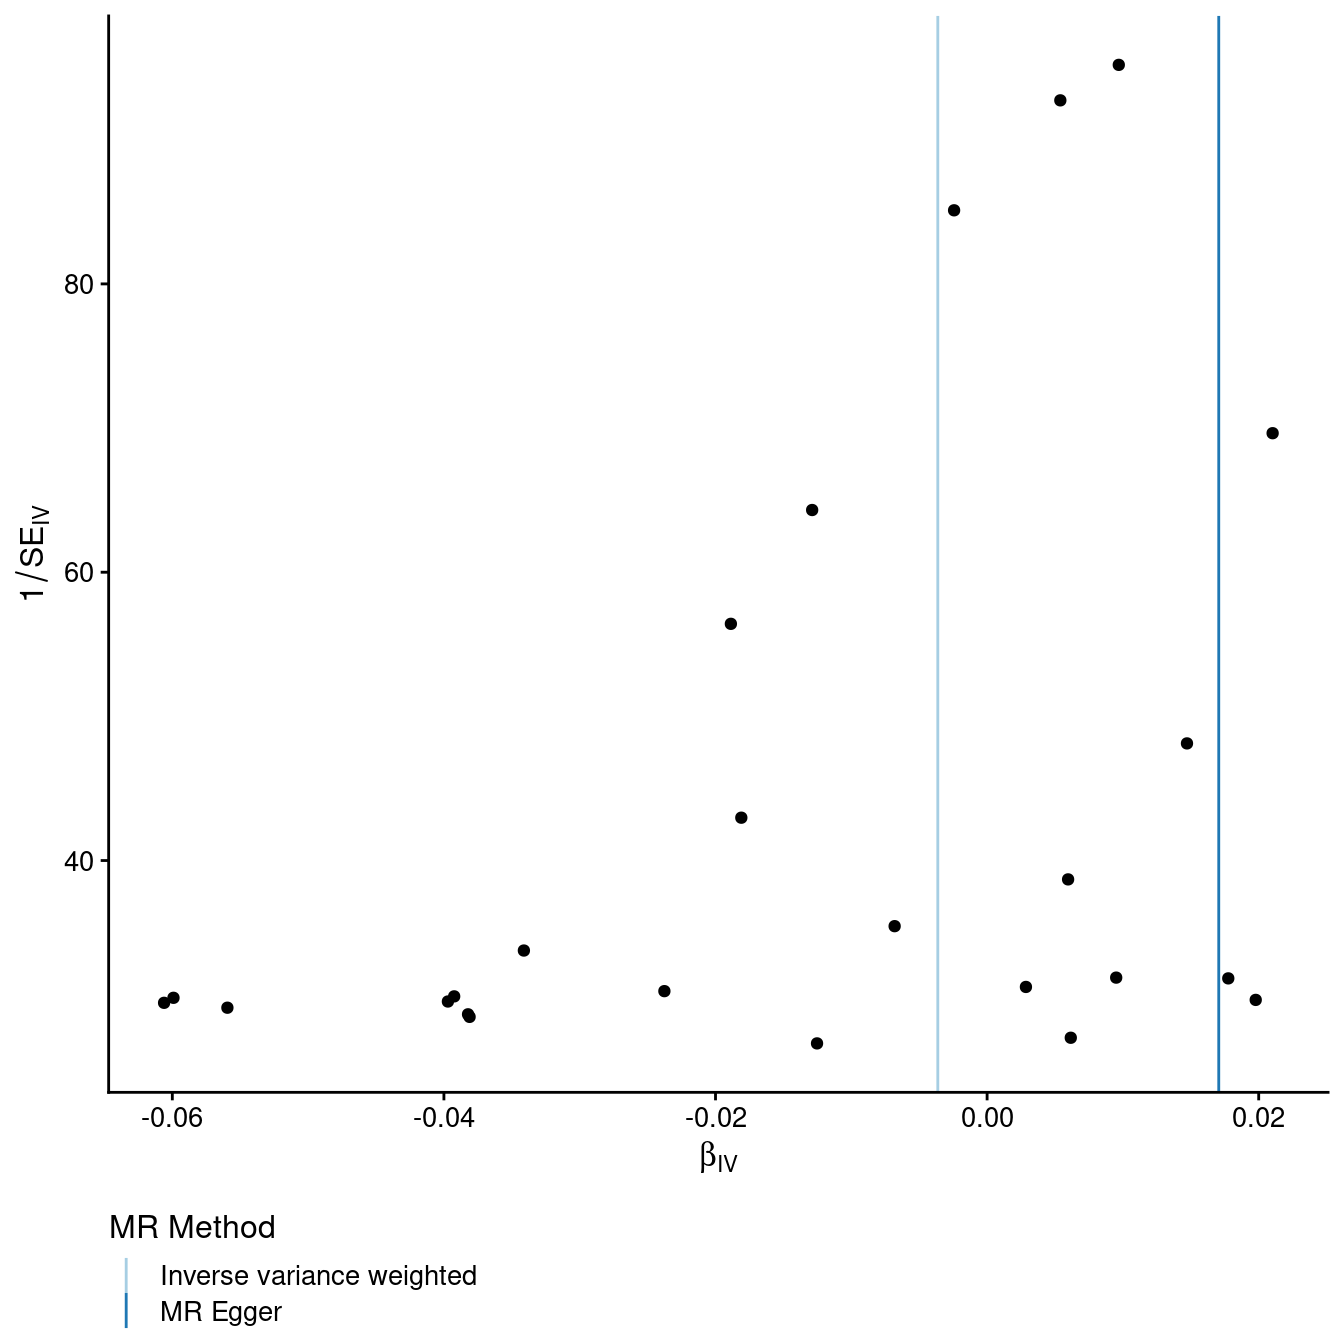 80
60
40
1/SE_IV
-0.06 -0.04 -0.02 0.00 0.02
β_IV
MR Method
Inverse variance weighted
MR Egger